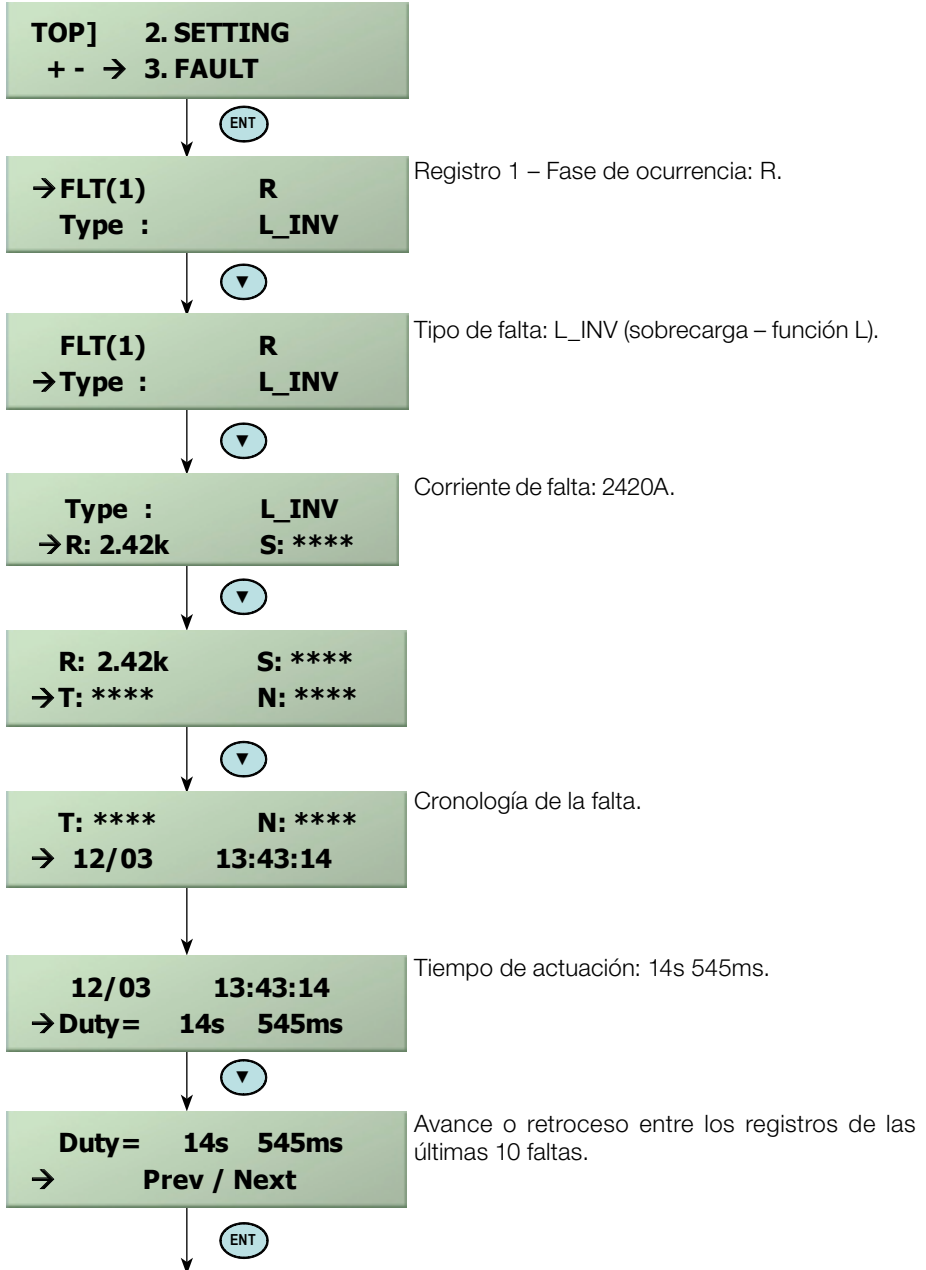 TOP] 2. SETTING
+ - → 3. FAULT
ENT
→FLT(1) R
Type : L_INV
Registro 1 – Fase de ocurrencia: R.
▼
FLT(1) R
→Type : L_INV
Tipo de falta: L_INV (sobrecarga – función L).
▼
Type : L_INV
→R: 2.42k S: ****
Corriente de falta: 2420A.
▼
R: 2.42k S: ****
→T: **** N: ****
▼
T: **** N: ****
→ 12/03 13:43:14
Cronología de la falta.
12/03 13:43:14
→Duty= 14s 545ms
Tiempo de actuación: 14s 545ms.
▼
Duty= 14s 545ms
→ Prev / Next
Avance o retroceso entre los registros de las
últimas 10 faltas.
ENT